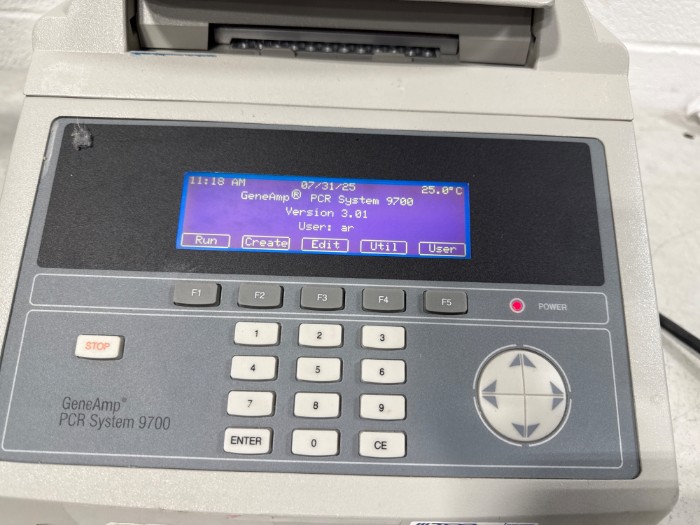 11:18 AM 07/31/25 25.0°C
GeneAmp® PCR System 9700
Version 3.01
User: ar
Run Create Edit Util User
F1 F2 F3 F4 F5 POWER
STOP
1 2 3
4 5 6
7 8 9
ENTER 0 CE
GeneAmp®
PCR System 9700